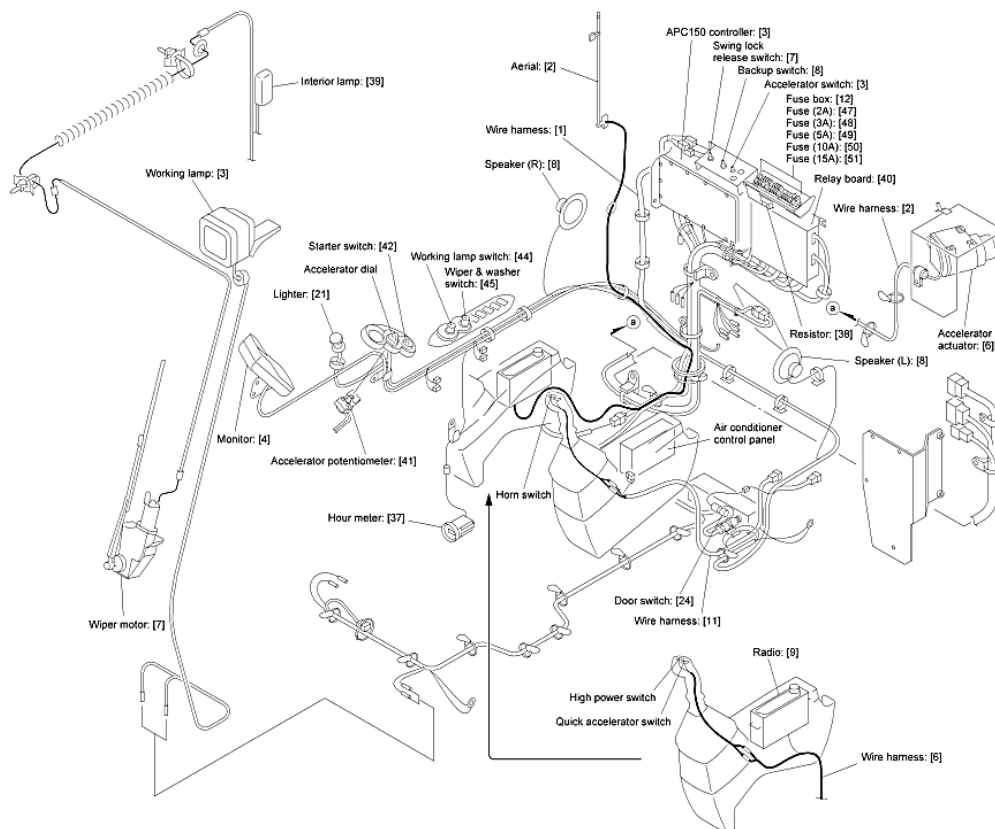 APC150 controller: [3]
Swing lock
release switch: [7]
Backup switch: [8]
Accelerator switch: [3]
Fuse box: [12]
Fuse (2A): [47]
Fuse (3A): [48]
Fuse (5A): [49]
Fuse (10A): [50]
Fuse (15A): [51]
Relay board: [40]
Aerial: [2]
Interior lamp: [39]
Wire harness: [1]
Speaker (R): [8]
Working lamp: [3]
Wire harness: [2]
Starter switch: [42]
Working lamp switch: [44]
Accelerator dial
Wiper & washer
switch: [45]
Lighter: [21]
a
a
Resistor: [38]
Accelerator
actuator: [6]
Speaker (L): [8]
Monitor: [4]
Accelerator potentiometer: [41]
Air conditioner
control panel
Horn switch
Hour meter: [37]
Door switch: [24]
Wire harness: [11]
Wiper motor: [7]
Radio: [9]
High power switch
Quick accelerator switch
Wire harness: [6]